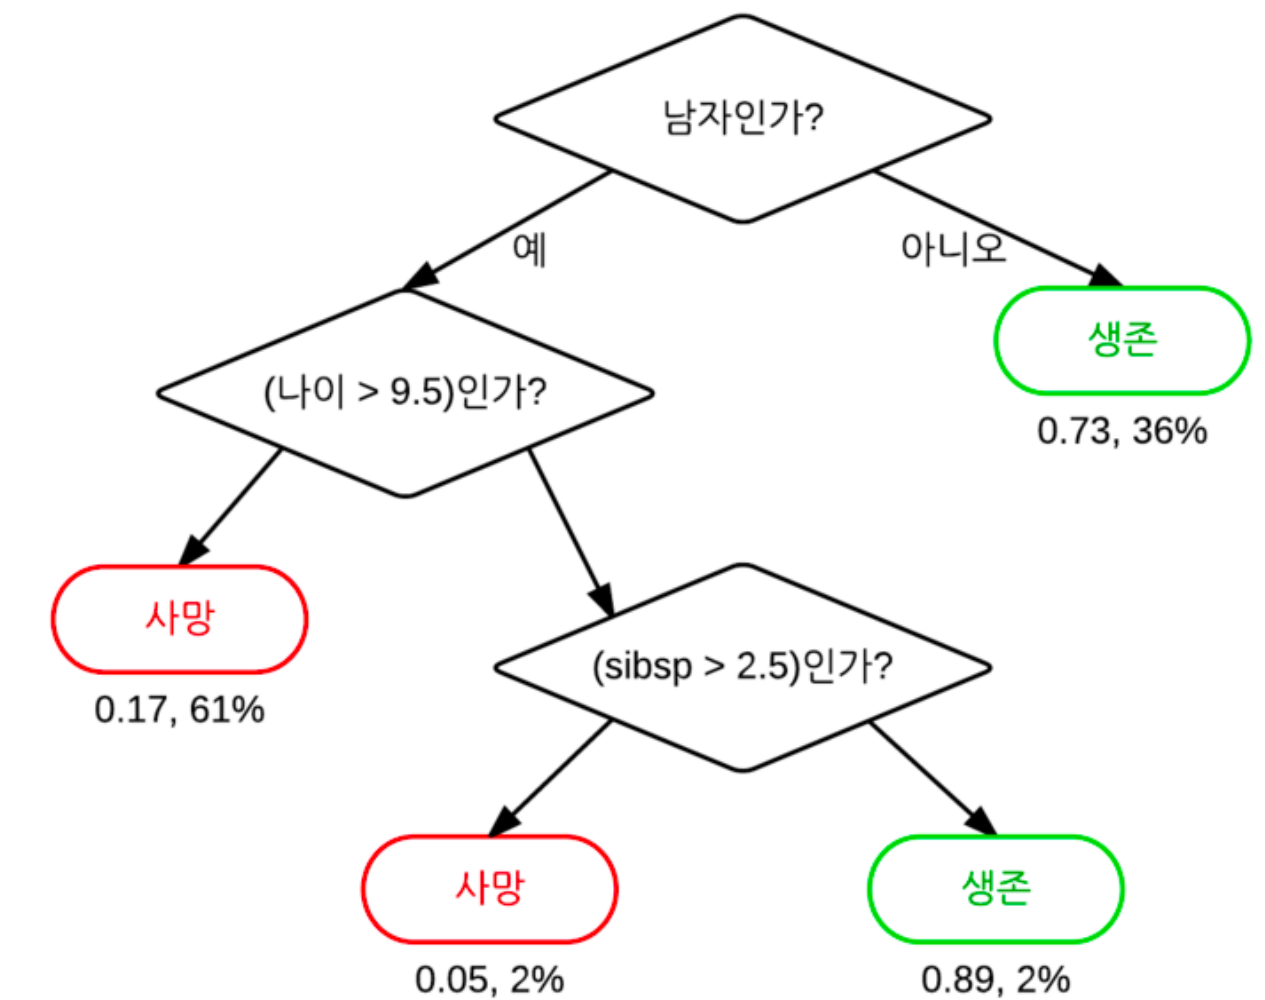 남자인가?
예
아니오
생존
0.73, 36%
(나이 > 9.5)인가?
사망
0.17, 61%
(sibsp > 2.5)인가?
사망
0.05, 2%
생존
0.89, 2%